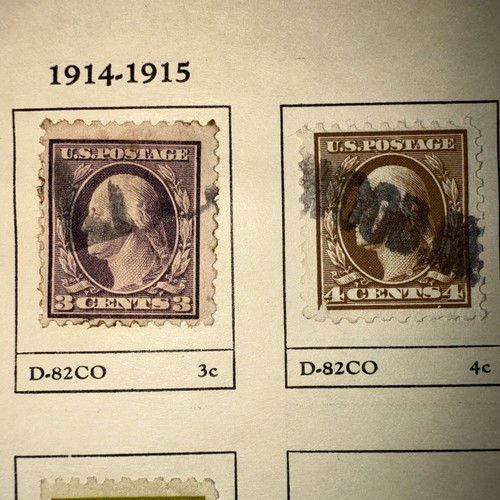 1914-1915
U.S.POSTAGE
3 CENTS 3
U.S.POSTAGE
4 CENTS 4
D-82CO 3c
D-82CO 4c